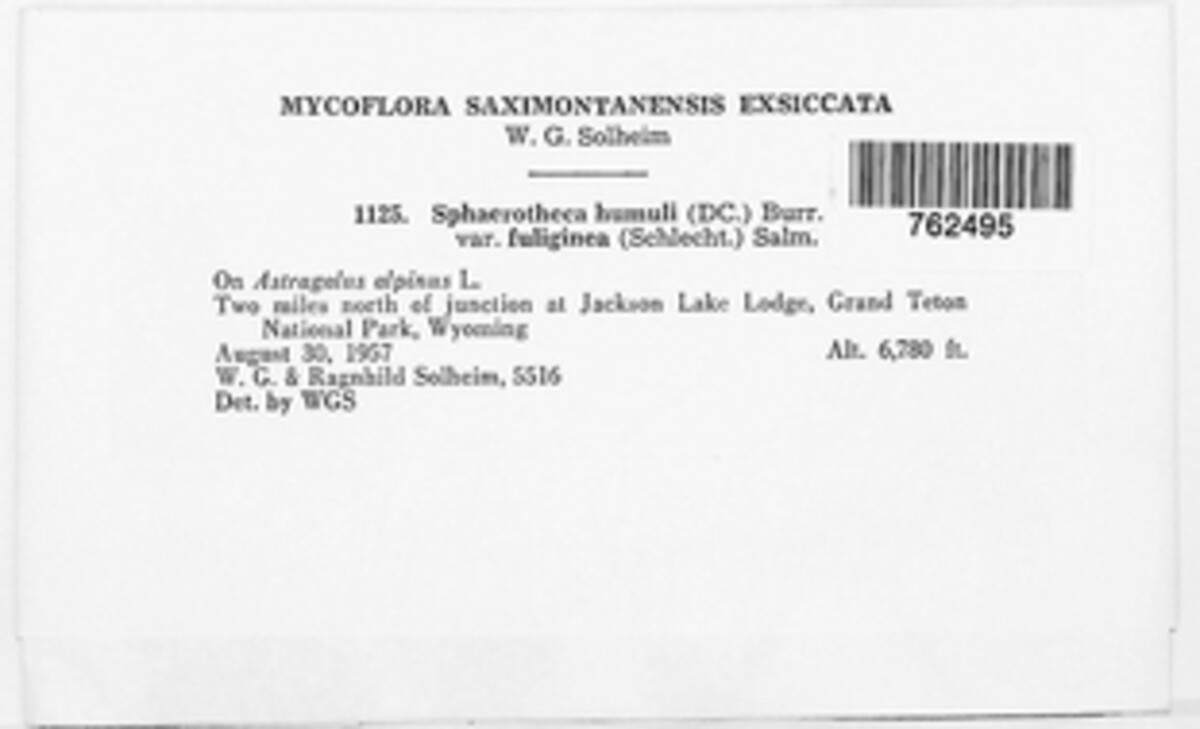 MYCOFLORA SAXIMONTANENSIS EXSICCATA
W. G. Solheim
1125. Sphaerotheca humuli (DC.) Burr.
var. fuliginea (Schlecht.) Salm.
762495
On Astragalus alpinus L.
Two miles north of junction at Jackson Lake Lodge, Grand Teton
National Park, Wyoming
August 30, 1957 Alt. 6,780 ft.
W. G. & Ragnhild Solheim, 5516
Det. by WGS